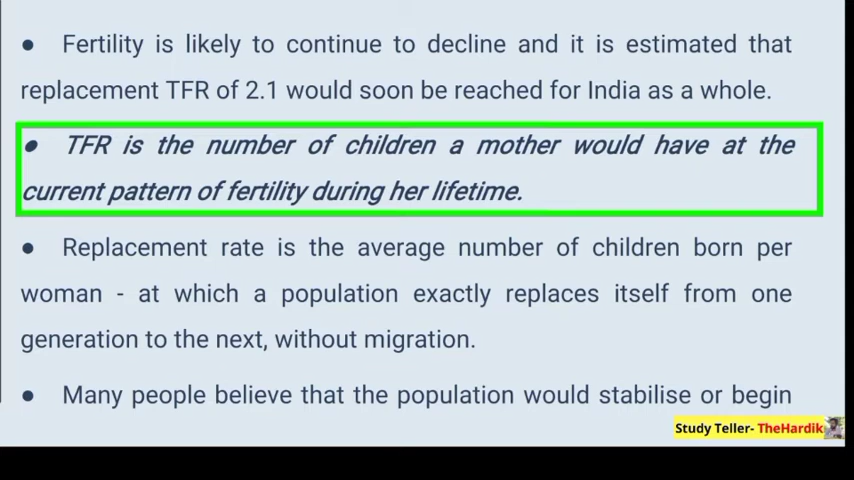 ● Fertility is likely to continue to decline and it is estimated that
replacement TFR of 2.1 would soon be reached for India as a whole.
● TFR is the number of children a mother would have at the
current pattern of fertility during her lifetime.
● Replacement rate is the average number of children born per
woman - at which a population exactly replaces itself from one
generation to the next, without migration.
● Many people believe that the population would stabilise or begin
Study Teller- TheHardik